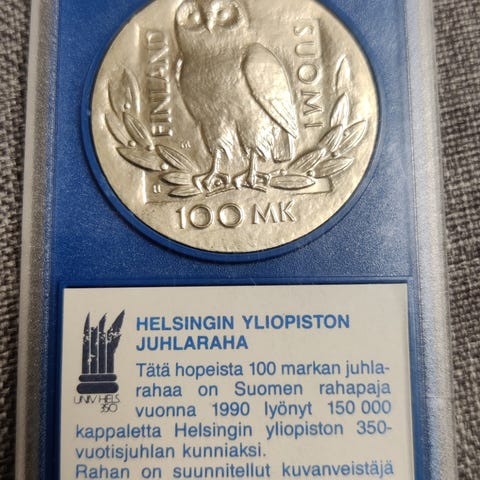 FINLAND
SUOMI
100 MK
HELSINGIN YLIOPISTON
JUHLARAHA
UNIV HELS
350
Tätä hopeista 100 markan juhla-
rahaa on Suomen rahapaja
vuonna 1990 lyönyt 150 000
kappaletta Helsingin yliopiston 350-
vuotisjuhlan kunniaksi.
Rahan on suunnitellut kuvanveistäjä